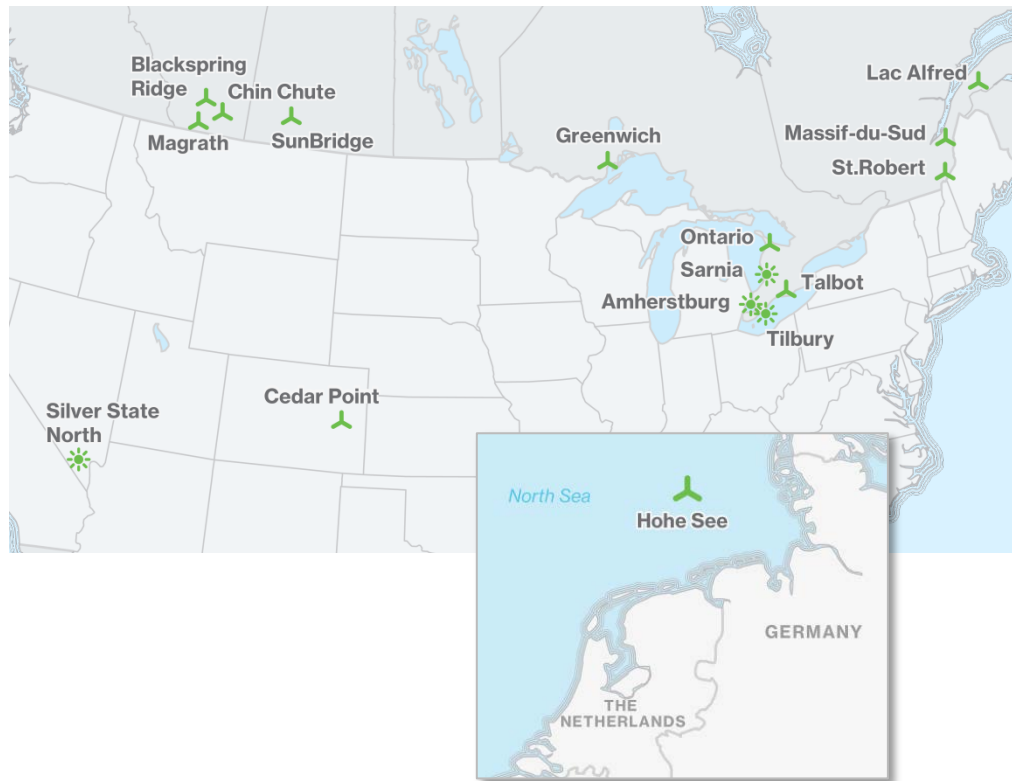 Blackspring
Ridge
Chin Chute
Magrath
SunBridge
Greenwich
Lac Alfred
Massif-du-Sud
St.Robert
Ontario
Sarnia
Talbot
Amherstburg
Tilbury
Cedar Point
Silver State
North
North Sea
Hohe See
GERMANY
THE
NETHERLANDS